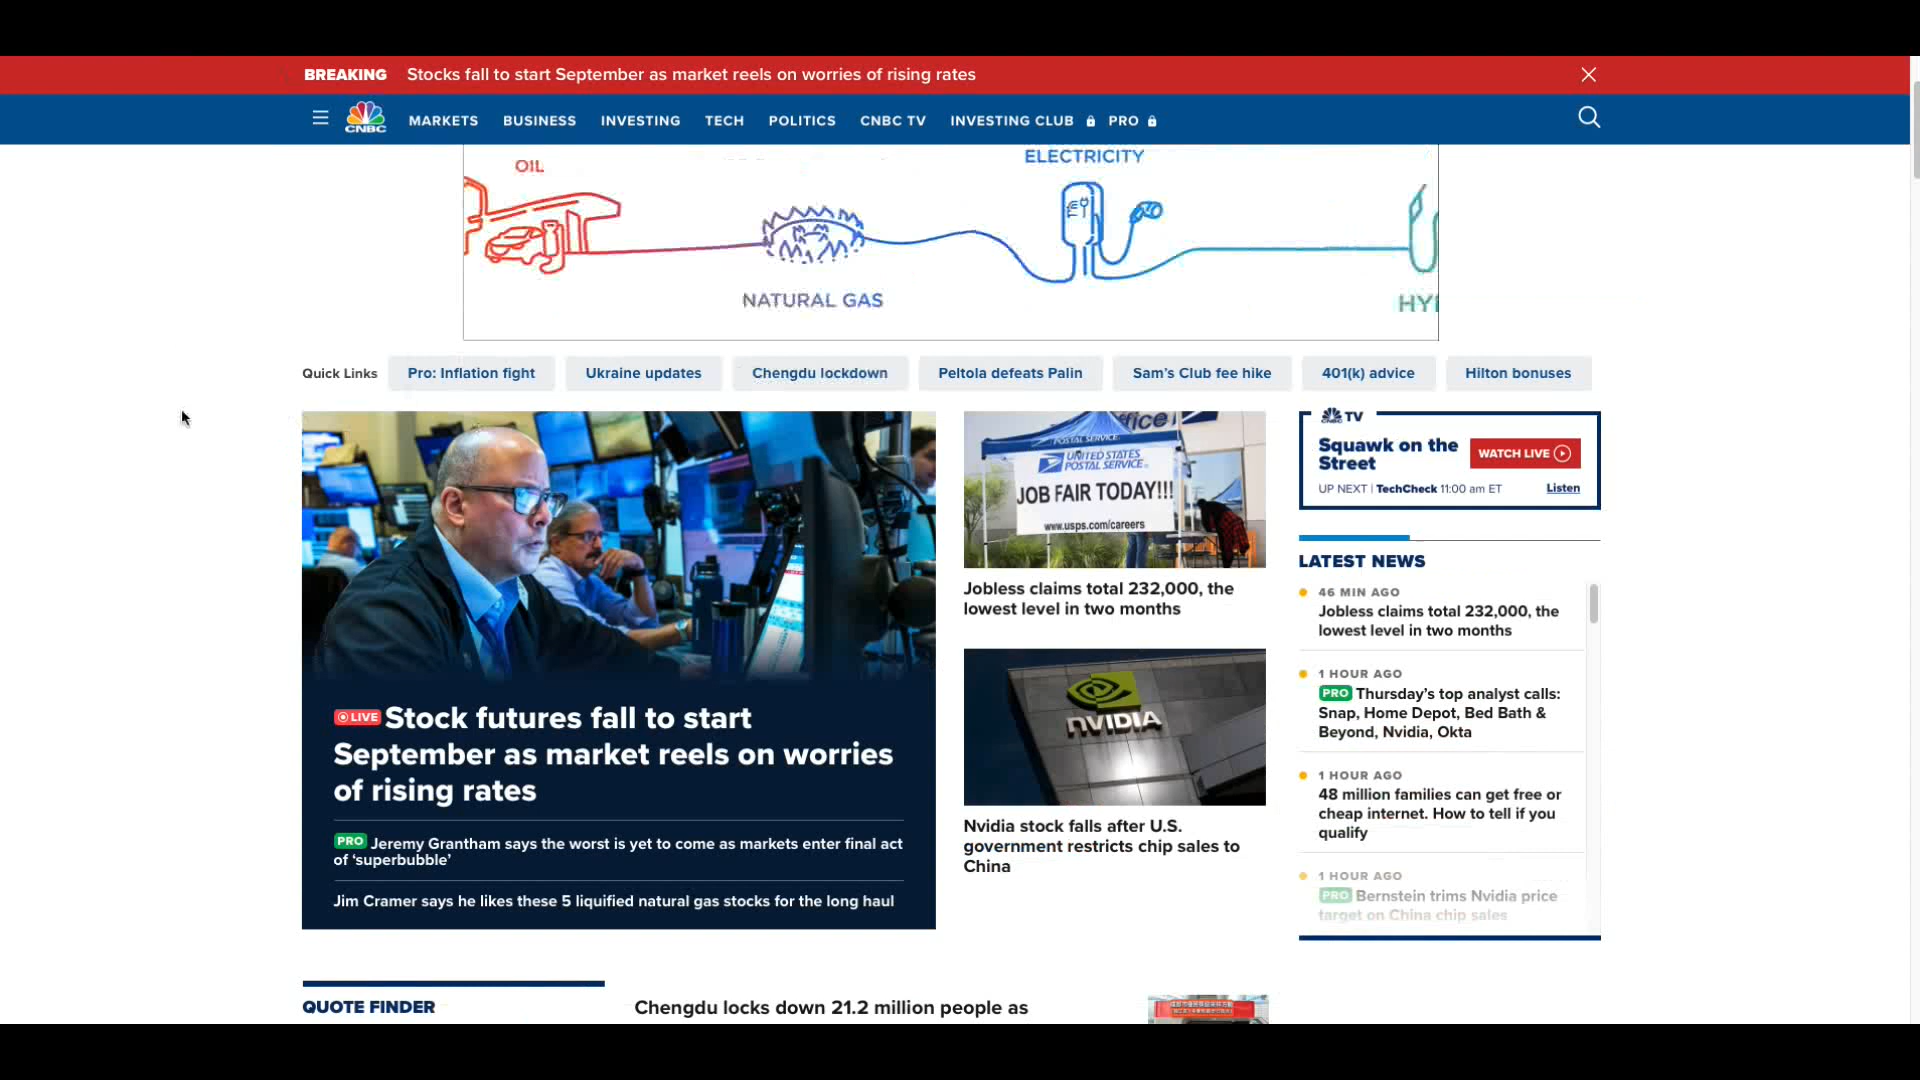 BREAKING Stocks fall to start September as market reels on worries of rising rates
CNBC MARKETS BUSINESS INVESTING TECH POLITICS CNBC TV INVESTING CLUB PRO
OIL
ELECTRICITY
NATURAL GAS
HY
Quick Links Pro: Inflation fight Ukraine updates Chengdu lockdown Peltola defeats Palin Sam's Club fee hike 401(k) advice Hilton bonuses
LIVE Stock futures fall to start
September as market reels on worries
of rising rates
PRO Jeremy Grantham says the worst is yet to come as markets enter final act
of ‘superbubble’
Jim Cramer says he likes these 5 liquified natural gas stocks for the long haul
POSTAL SERVICE
UNITED STATES
POSTAL SERVICE
JOB FAIR TODAY!!!
www.usps.com/careers
Jobless claims total 232,000, the
lowest level in two months
NVIDIA
Nvidia stock falls after U.S.
government restricts chip sales to
China
CNBC TV
Squawk on the
Street
WATCH LIVE
UP NEXT | TechCheck 11:00 am ET Listen
LATEST NEWS
46 MIN AGO
Jobless claims total 232,000, the
lowest level in two months
1 HOUR AGO
PRO Thursday's top analyst calls:
Snap, Home Depot, Bed Bath &
Beyond, Nvidia, Okta
1 HOUR AGO
48 million families can get free or
cheap internet. How to tell if you
qualify
1 HOUR AGO
PRO Bernstein trims Nvidia price
target on China chip sales
QUOTE FINDER
Chengdu locks down 21.2 million people as